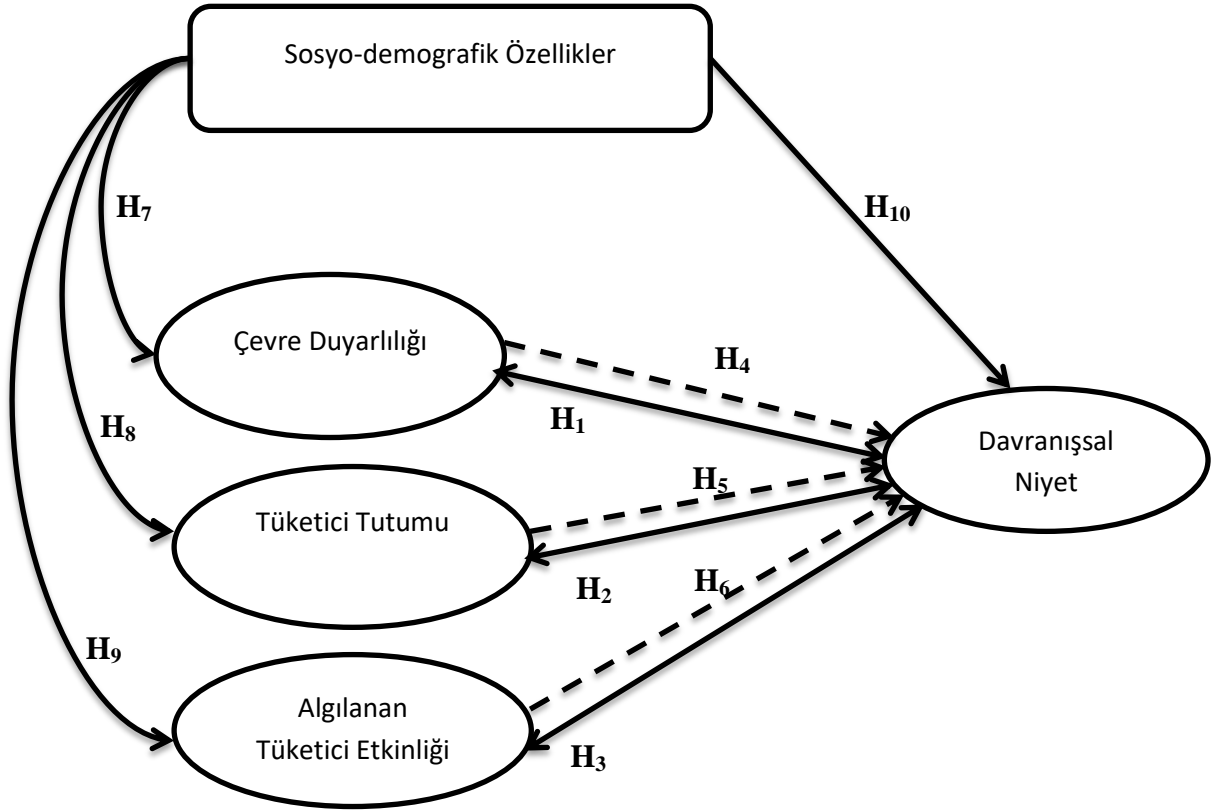 Sosyo-demografik Özellikler
H₇
H₁₀
Çevre Duyarlılığı
H₄
H₁
H₈
Davranışsal
Niyet
H₅
Tüketici Tutumu
H₂
H₆
H₉
Algılanan
Tüketici Etkinliği
H₃